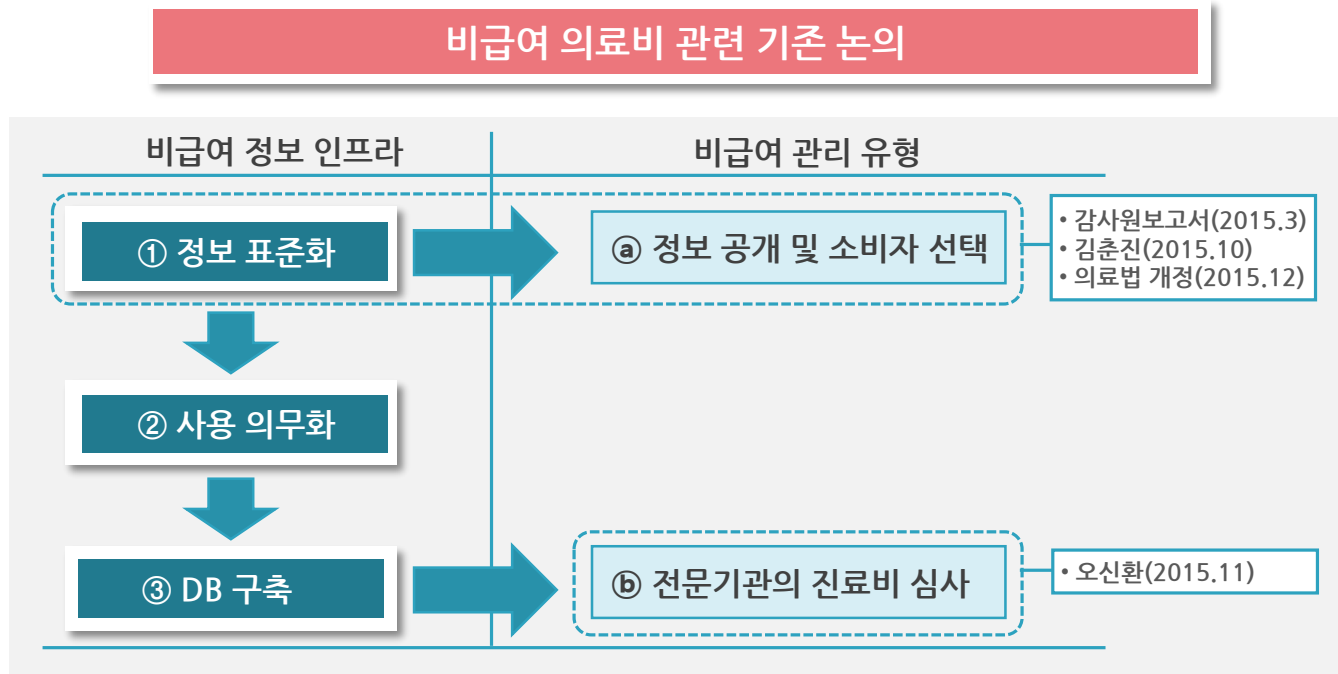 비급여 의료비 관련 기존 논의
비급여 정보 인프라
비급여 관리 유형
① 정보 표준화
ⓐ 정보 공개 및 소비자 선택
• 감사원보고서(2015.3)
• 김춘진(2015.10)
• 의료법 개정(2015.12)
② 사용 의무화
③ DB 구축
ⓑ 전문기관의 진료비 심사
• 오신환(2015.11)